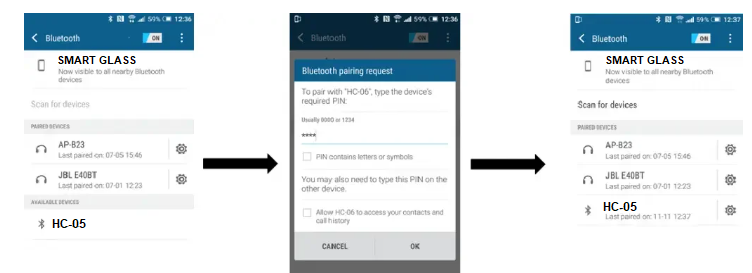 59% 12:36
Bluetooth ON
SMART GLASS
Now visible to all nearby Bluetooth
devices
Scan for devices
PAIRED DEVICES
AP-B23
Last paired on: 07-05 15:46
JBL E40BT
Last paired on: 07-01 12:23
AVAILABLE DEVICES
HC-05
59% 12:36
Bluetooth ON
Bluetooth pairing request
To pair with "HC-06", type the device's
required PIN:
Usually 0000 or 1234
****
PIN contains letters or symbols
You may also need to type this PIN on the
other device.
Allow HC-06 to access your contacts and
call history
CANCEL OK
59% 12:37
Bluetooth ON
SMART GLASS
Now visible to all nearby Bluetooth
devices
Scan for devices
PAIRED DEVICES
AP-B23
Last paired on: 07-05 15:46
JBL E40BT
Last paired on: 07-01 12:23
HC-05
Last paired on: 11-11 12:37